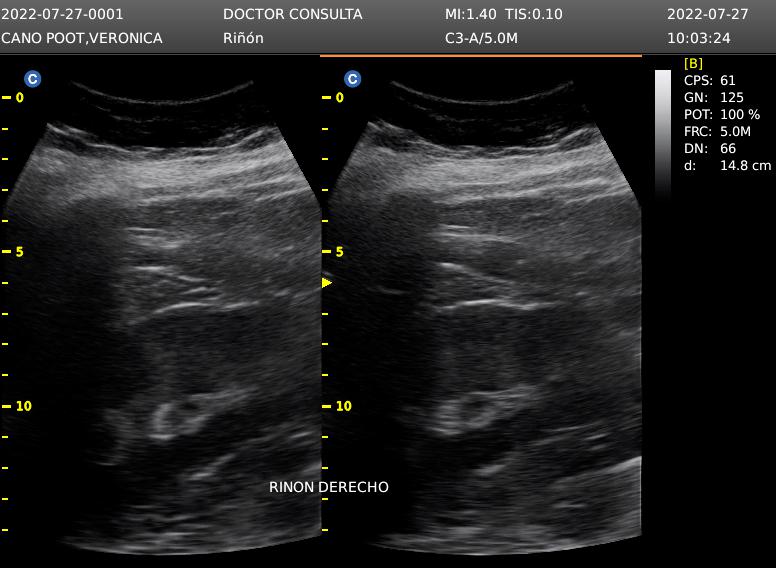 2022-07-27-0001 DOCTOR CONSULTA MI:1.40 TIS:0.10 2022-07-27
CANO POOT,VERONICA Riñón C3-A/5.0M 10:03:24
[B]
C C
0 0
CPS: 61
GN: 125
POT: 100 %
FRC: 5.0M
DN: 66
d: 14.8 cm
5 5
10 10
RINON DERECHO